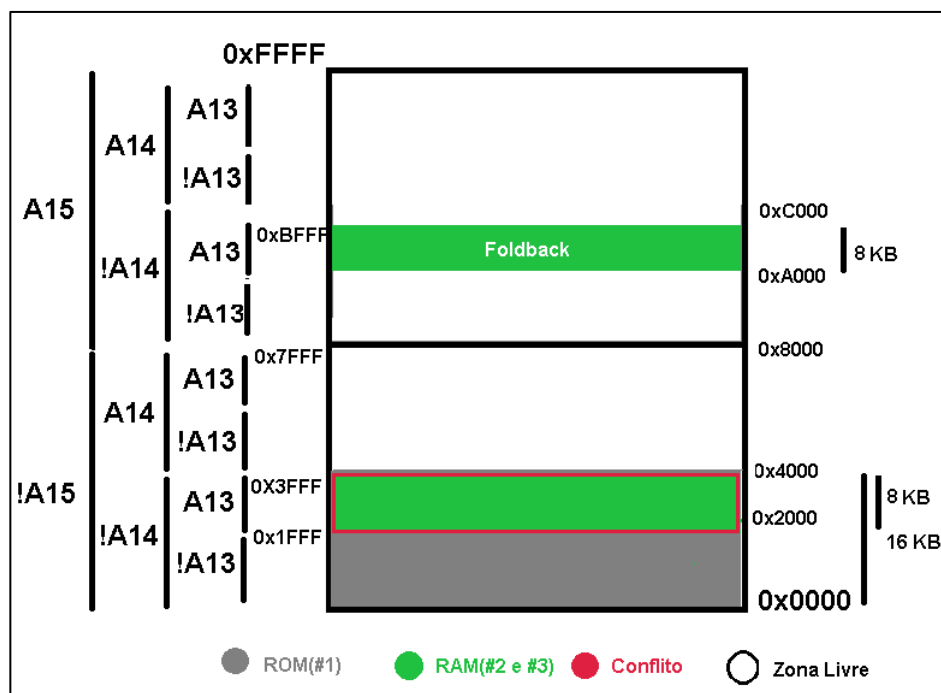 0xFFFF
A13
A14
!A13
A15
0xC000
A13
0xBFFF
Foldback
8 KB
!A14
0xA000
!A13
0x7FFF
0x8000
A13
A14
!A13
0x4000
!A15
0X3FFF
8 KB
A13
0x2000
!A14
0x1FFF
16 KB
!A13
0x0000
ROM(#1)
RAM(#2 e #3)
Conflito
Zona Livre